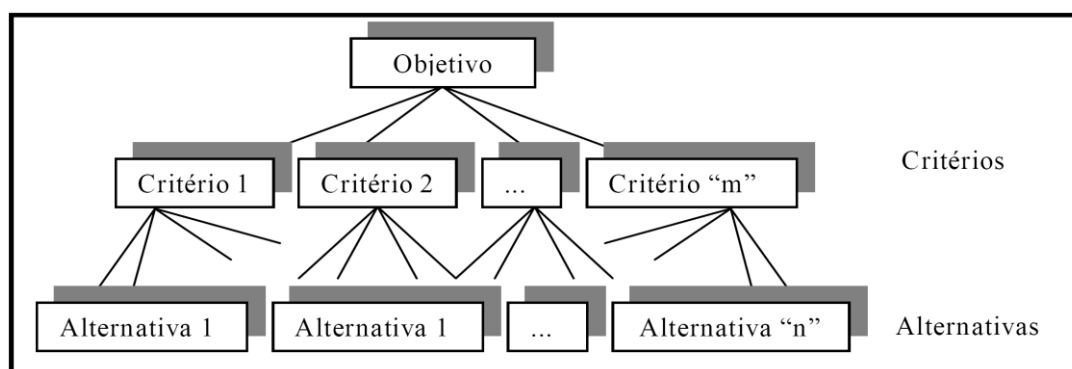 Objetivo
Critério 1
Critério 2
...
Critério “m”
Critérios
Alternativa 1
Alternativa 1
...
Alternativa “n”
Alternativas